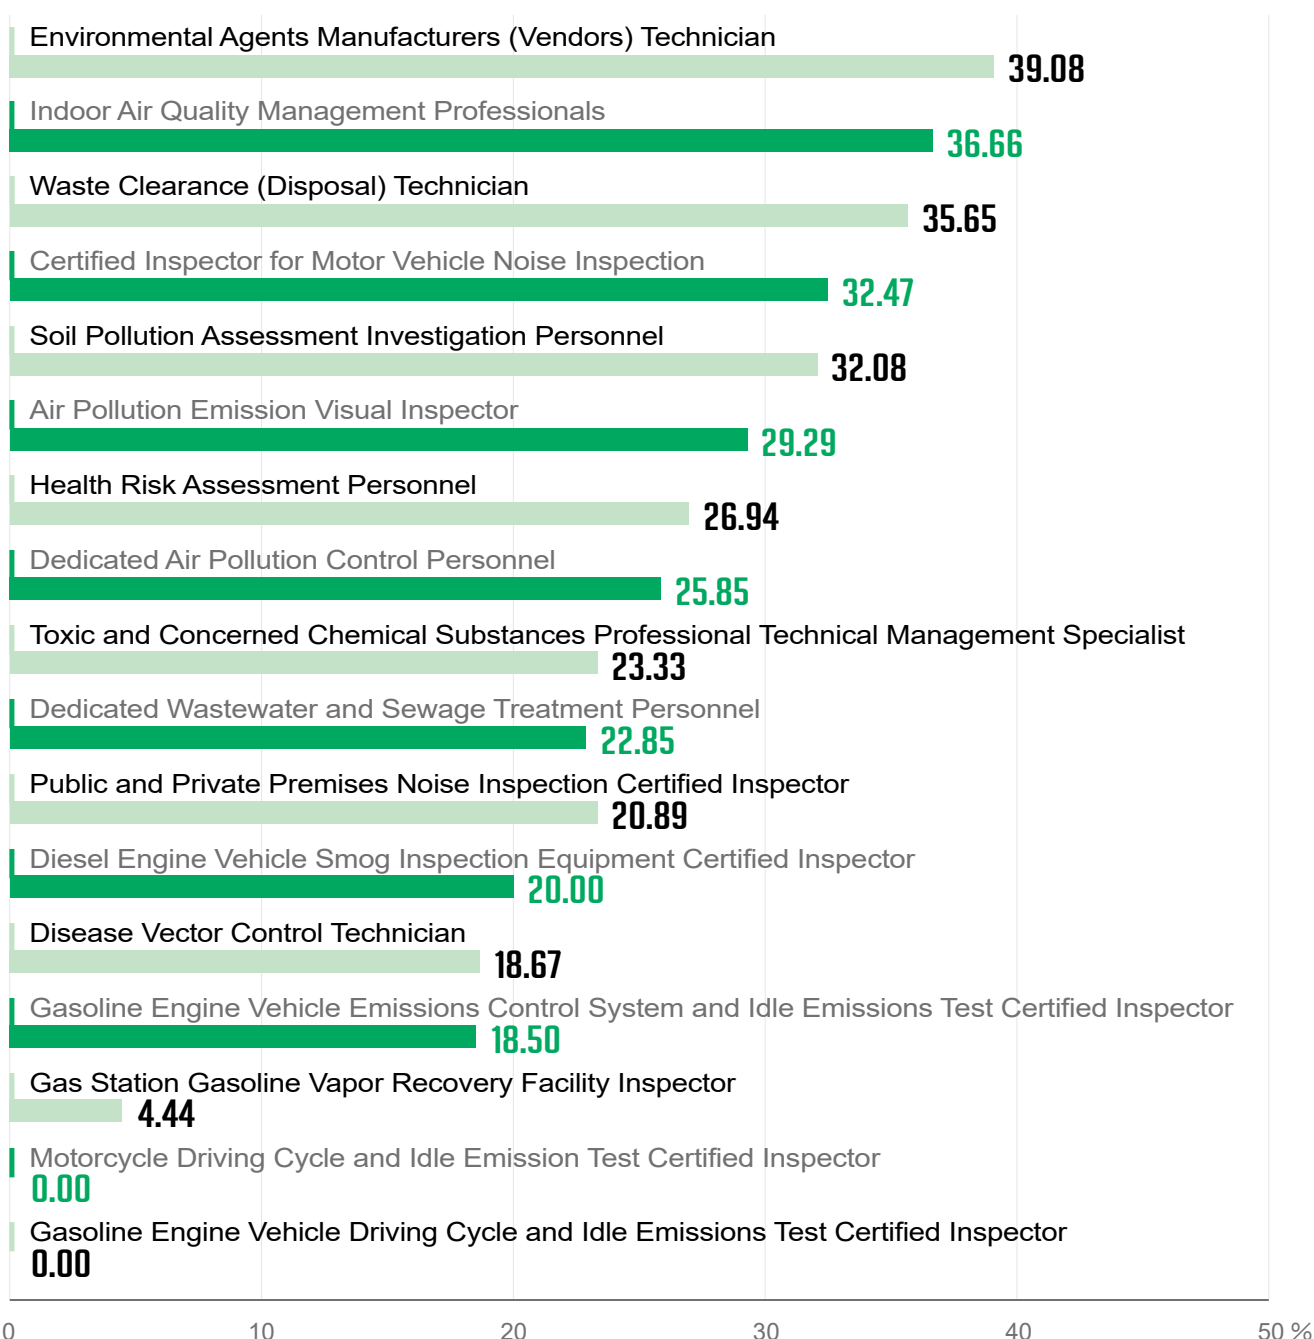 Environmental Agents Manufacturers (Vendors) Technician
39.08
Indoor Air Quality Management Professionals
36.66
Waste Clearance (Disposal) Technician
35.65
Certified Inspector for Motor Vehicle Noise Inspection
32.47
Soil Pollution Assessment Investigation Personnel
32.08
Air Pollution Emission Visual Inspector
29.29
Health Risk Assessment Personnel
26.94
Dedicated Air Pollution Control Personnel
25.85
Toxic and Concerned Chemical Substances Professional Technical Management Specialist
23.33
Dedicated Wastewater and Sewage Treatment Personnel
22.85
Public and Private Premises Noise Inspection Certified Inspector
20.89
Diesel Engine Vehicle Smog Inspection Equipment Certified Inspector
20.00
Disease Vector Control Technician
18.67
Gasoline Engine Vehicle Emissions Control System and Idle Emissions Test Certified Inspector
18.50
Gas Station Gasoline Vapor Recovery Facility Inspector
4.44
Motorcycle Driving Cycle and Idle Emission Test Certified Inspector
0.00
Gasoline Engine Vehicle Driving Cycle and Idle Emissions Test Certified Inspector
0.00
0 10 20 30 40 50 %